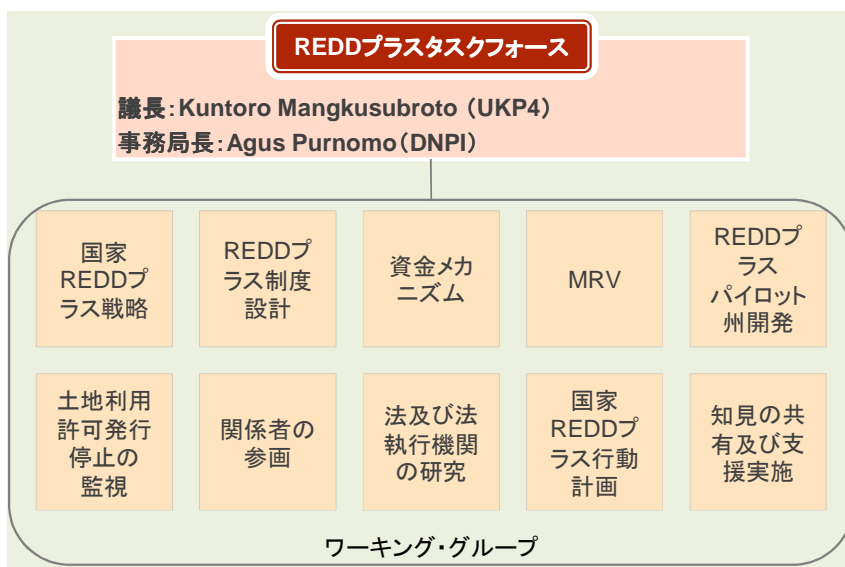 REDDプラスタスクフォース
議長：Kuntoro Mangkusubroto （UKP4）
事務局長：Agus Purnomo（DNPI）
国家
REDDプ
ラス戦略
REDDプ
ラス制度
設計
資金メカ
ニズム
MRV
REDDプ
ラス
パイロット
州開発
土地利用
許可発行
停止の
監視
関係者の
参画
法及び法
執行機関
の研究
国家
REDDプ
ラス行動
計画
知見の共
有及び支
援実施
ワーキング・グループ